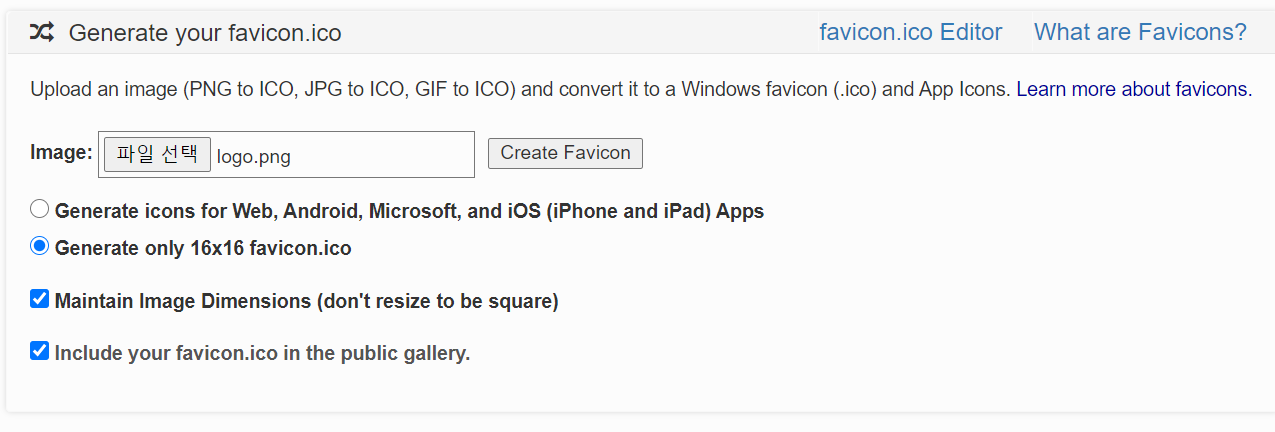 Generate your favicon.ico favicon.ico Editor What are Favicons?
Upload an image (PNG to ICO, JPG to ICO, GIF to ICO) and convert it to a Windows favicon (.ico) and App Icons. Learn more about favicons.
Image: 파일 선택 logo.png Create Favicon
Generate icons for Web, Android, Microsoft, and iOS (iPhone and iPad) Apps
Generate only 16x16 favicon.ico
Maintain Image Dimensions (don't resize to be square)
Include your favicon.ico in the public gallery.